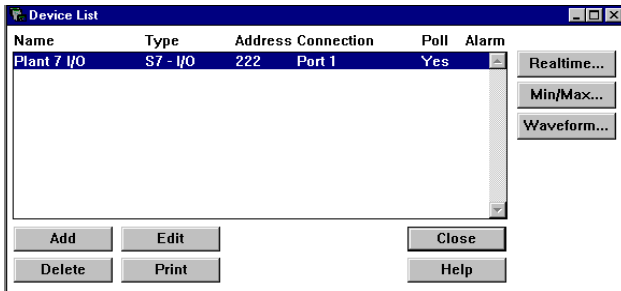 Device List
Name Type Address Connection Poll Alarm
Plant 7 I/O S7 - I/O 222 Port 1 Yes
Realtime...
Min/Max...
Waveform...
Add Edit Close
Delete Print Help